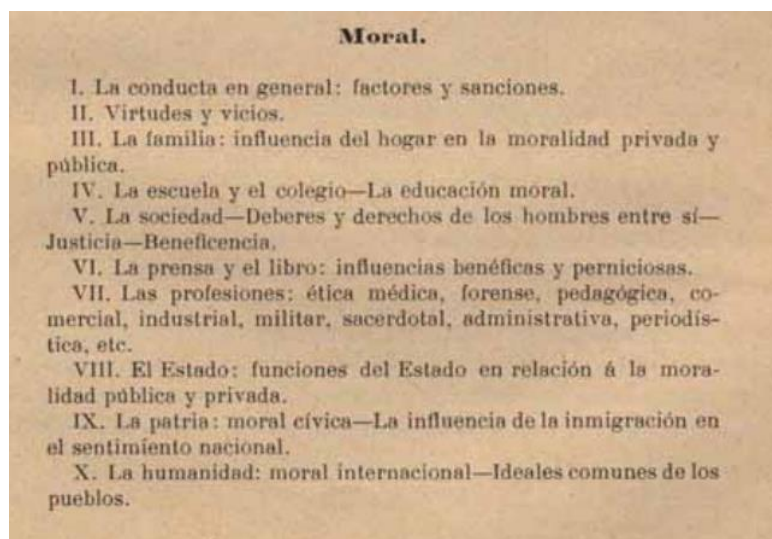 Moral.
I. La conducta en general: factores y sanciones.
II. Virtudes y vicios.
III. La familia: influencia del hogar en la moralidad privada y
pública.
IV. La escuela y el colegio—La educación moral.
V. La sociedad—Deberes y derechos de los hombres entre sí—
Justicia—Beneficencia.
VI. La prensa y el libro: influencias benéficas y perniciosas.
VII. Las profesiones: ética médica, forense, pedagógica, co-
mercial, industrial, militar, sacerdotal, administrativa, periodís-
tica, etc.
VIII. El Estado: funciones del Estado en relación á la mora-
lidad pública y privada.
IX. La patria: moral cívica—La influencia de la inmigración en
el sentimiento nacional.
X. La humanidad: moral internacional—Ideales comunes de los
pueblos.